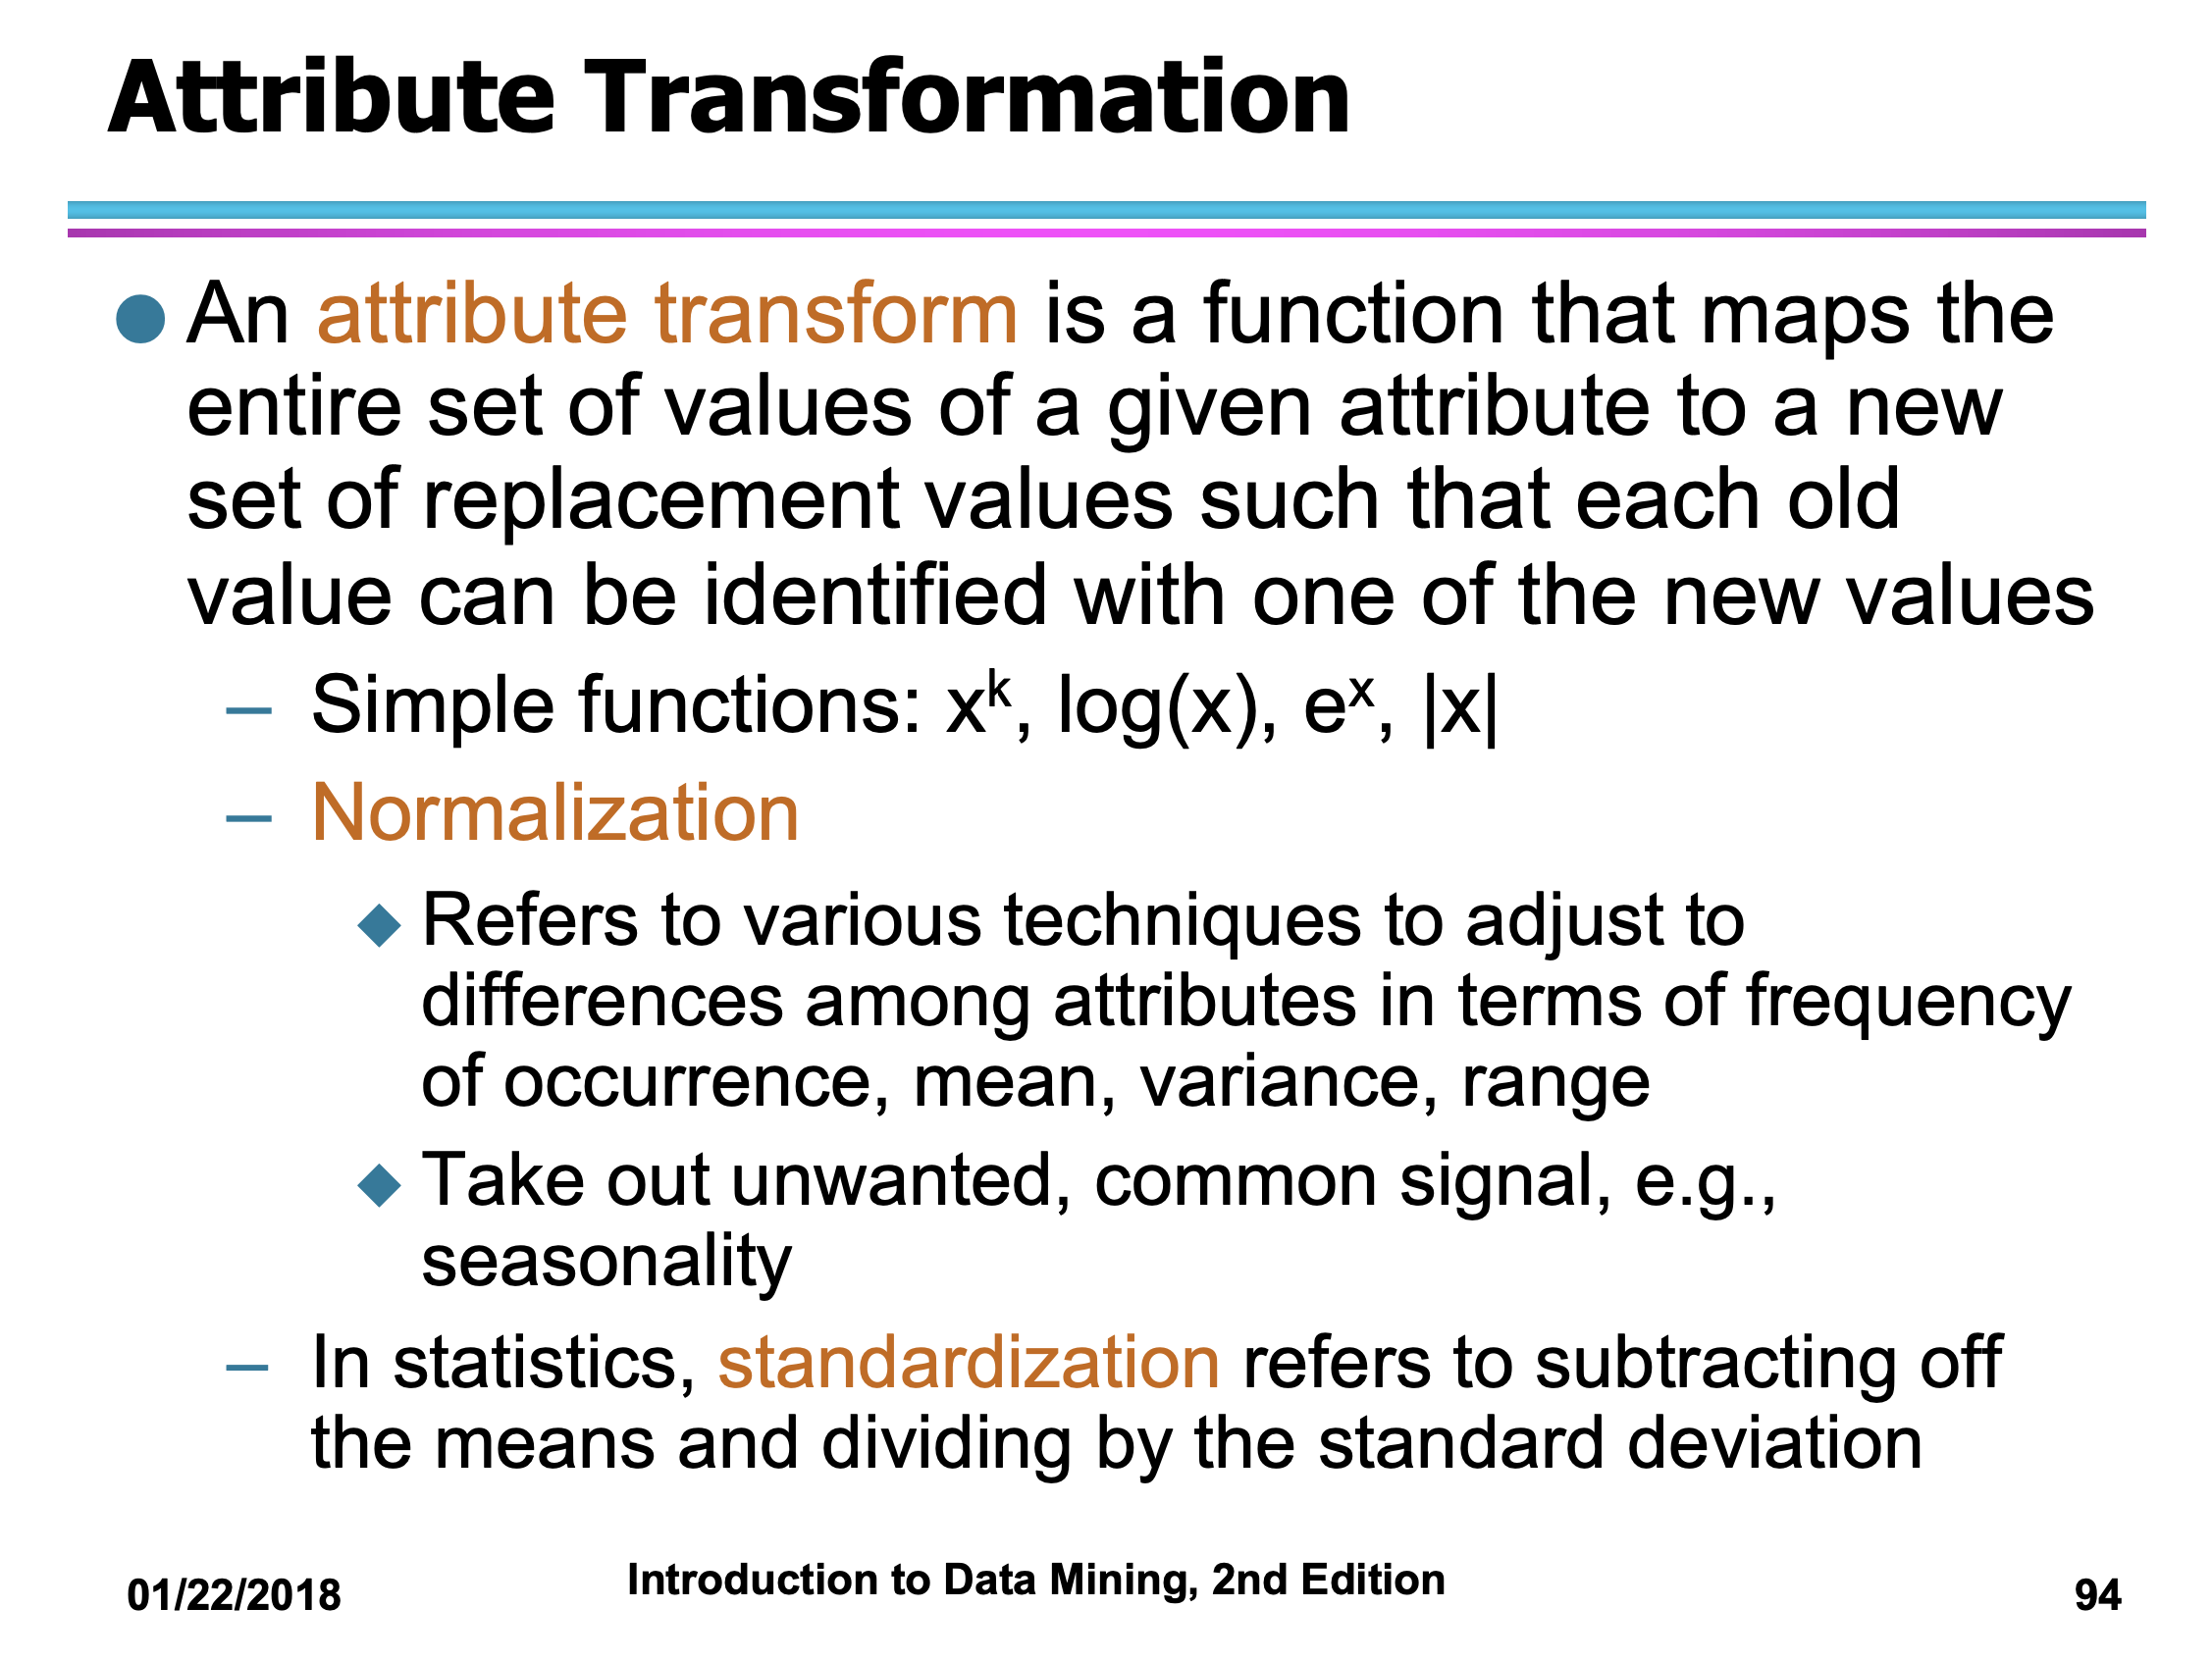 Attribute Transformation
● An attribute transform is a function that maps the
entire set of values of a given attribute to a new
set of replacement values such that each old
value can be identified with one of the new values
– Simple functions: xᵏ, log(x), eˣ, |x|
– Normalization
◆ Refers to various techniques to adjust to
differences among attributes in terms of frequency
of occurrence, mean, variance, range
◆ Take out unwanted, common signal, e.g.,
seasonality
– In statistics, standardization refers to subtracting off
the means and dividing by the standard deviation
01/22/2018
Introduction to Data Mining, 2nd Edition
94